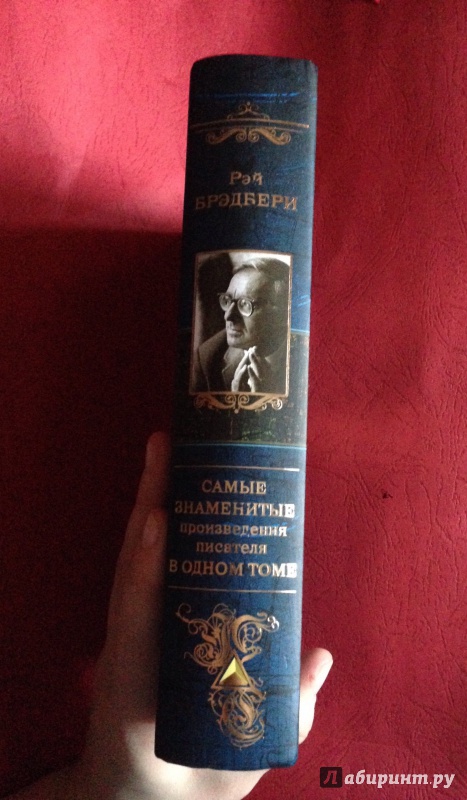 Рэй
БРЭДБЕРИ
САМЫЕ
ЗНАМЕНИТЫЕ
произведения
писателя
В ОДНОМ ТОМЕ
Лабиринт.ру